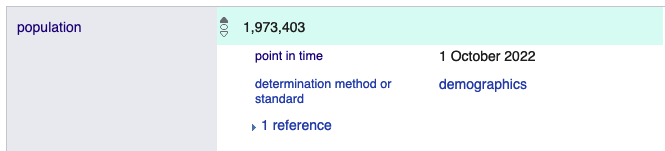 population
1,973,403
point in time
1 October 2022
determination method or
standard
demographics
1 reference